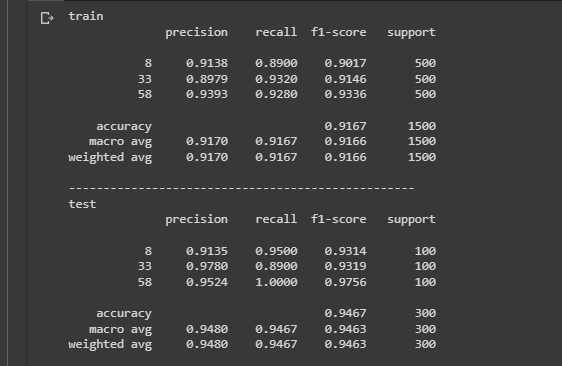 train
precision recall f1-score support
8 0.9138 0.8900 0.9017 500
33 0.8979 0.9320 0.9146 500
58 0.9393 0.9280 0.9336 500
accuracy 0.9167 1500
macro avg 0.9170 0.9167 0.9166 1500
weighted avg 0.9170 0.9167 0.9166 1500
--------------------------------------------------
test
precision recall f1-score support
8 0.9135 0.9500 0.9314 100
33 0.9780 0.8900 0.9319 100
58 0.9524 1.0000 0.9756 100
accuracy 0.9467 300
macro avg 0.9480 0.9467 0.9463 300
weighted avg 0.9480 0.9467 0.9463 300